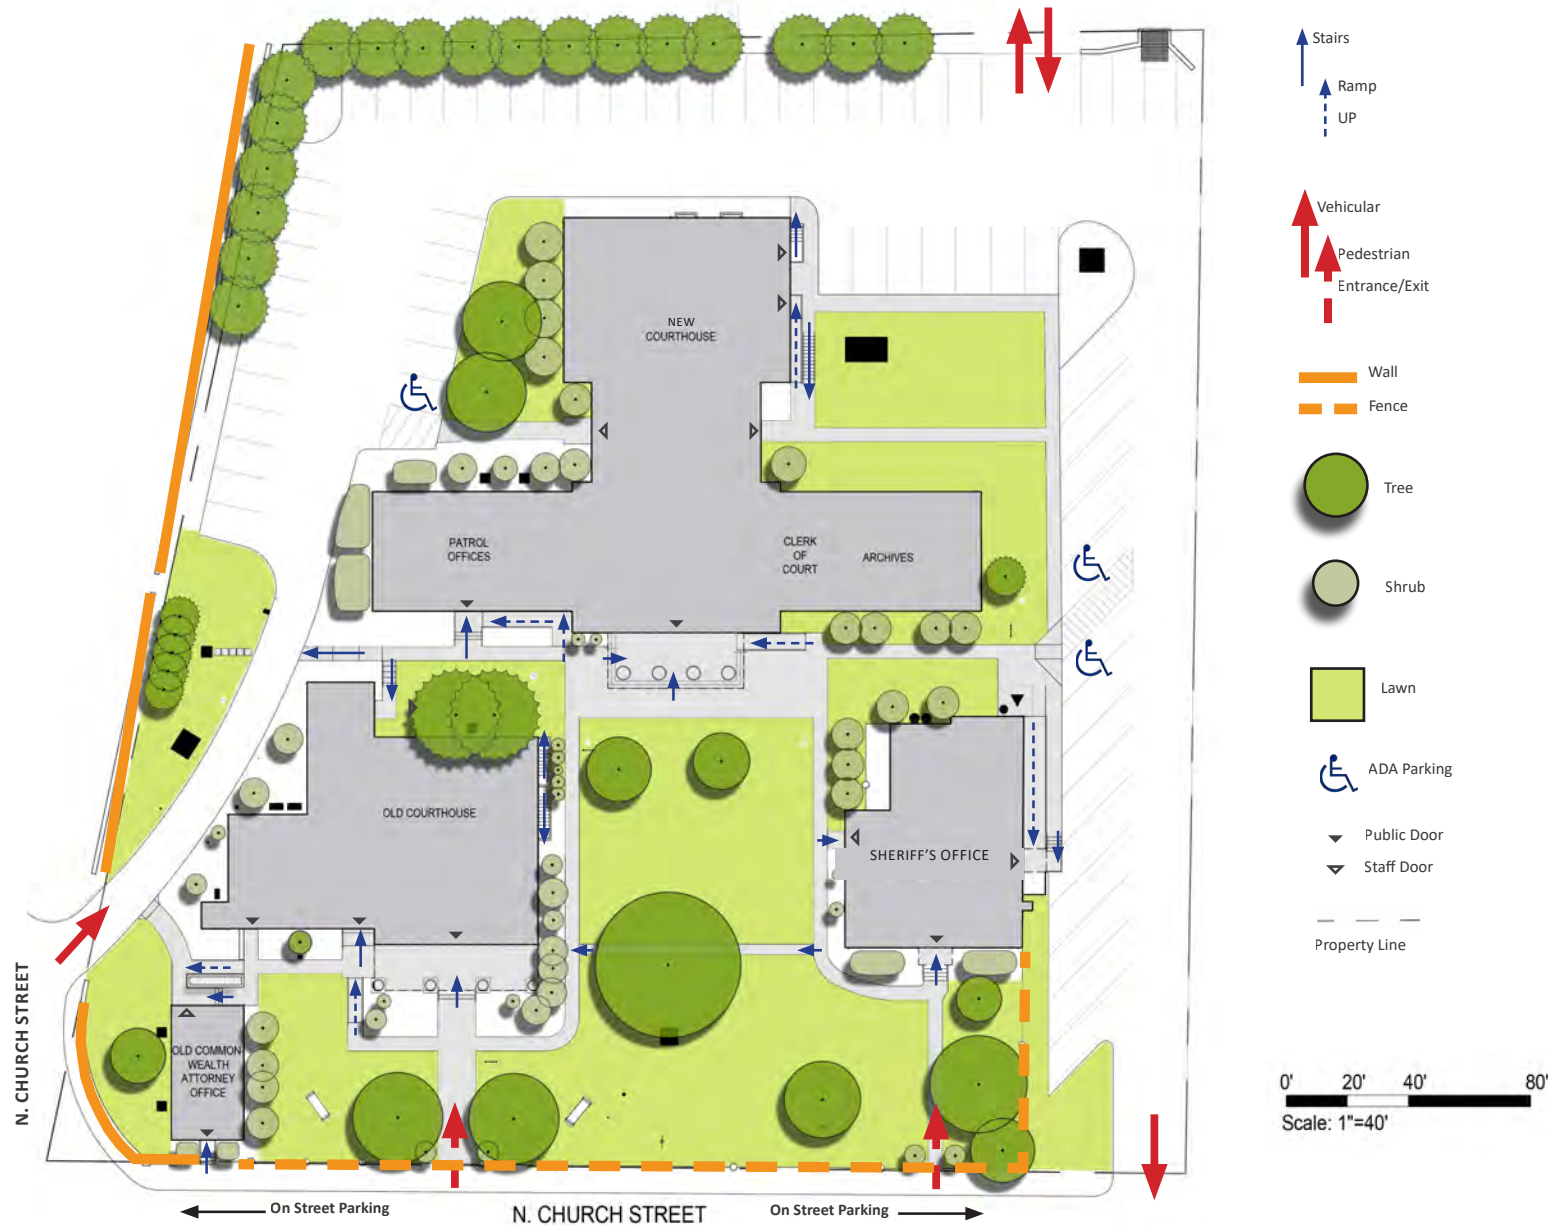 Stairs
Ramp
UP
Vehicular
Pedestrian
Entrance/Exit
Wall
Fence
Tree
Shrub
Lawn
ADA Parking
Public Door
Staff Door
Property Line
NEW
COURTHOUSE
PATROL
OFFICES
CLERK
OF
COURT
ARCHIVES
OLD COURTHOUSE
SHERIFF'S OFFICE
OLD COMMON-
WEALTH
ATTORNEY
OFFICE
N. CHURCH STREET
0' 20' 40' 80'
Scale: 1"=40'
On Street Parking
N. CHURCH STREET
On Street Parking